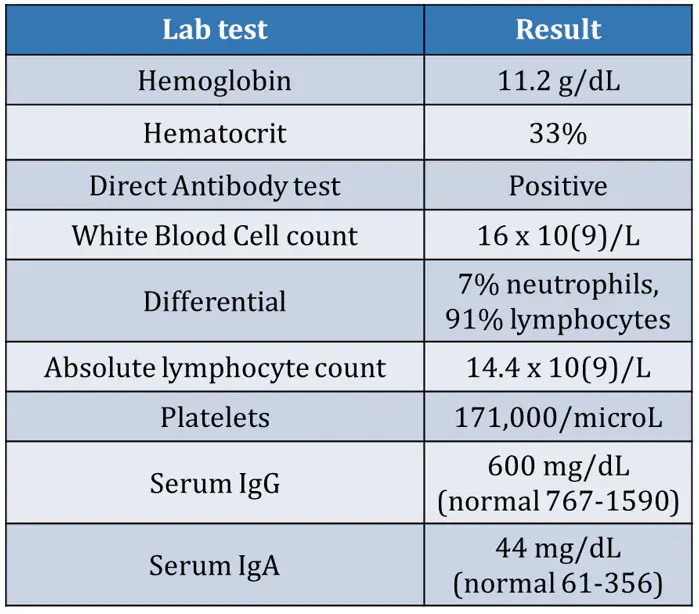 Lab test Result
Hemoglobin 11.2 g/dL
Hematocrit 33%
Direct Antibody test Positive
White Blood Cell count 16 x 10(9)/L
Differential 7% neutrophils,
91% lymphocytes
Absolute lymphocyte count 14.4 x 10(9)/L
Platelets 171,000/microL
Serum IgG 600 mg/dL
(normal 767-1590)
Serum IgA 44 mg/dL
(normal 61-356)